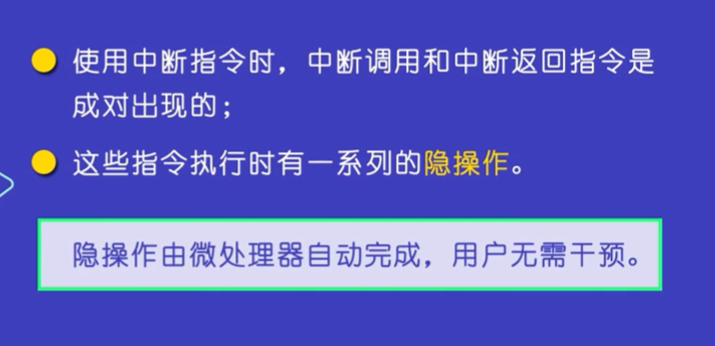 使用中断指令时，中断调用和中断返回指令是
成对出现的；
这些指令执行时有一系列的隐操作。
隐操作由微处理器自动完成，用户无需干预。